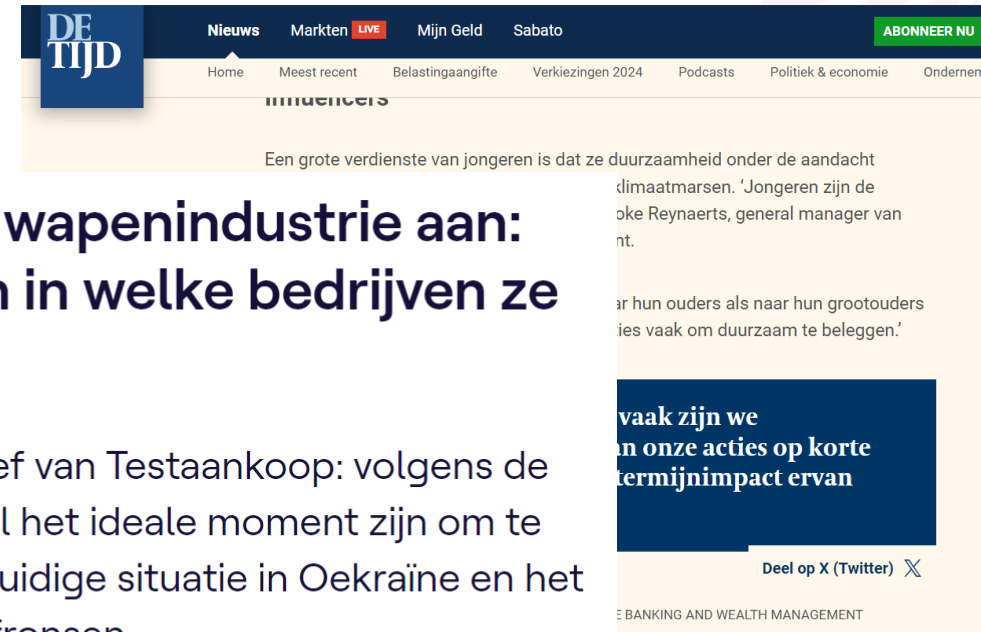 DE
TIJD
Nieuws Markten LIVE Mijn Geld Sabato ABONNEER NU
Home Meest recent Belastingaangifte Verkiezingen 2024 Podcasts Politiek & economie Ondernem
Influencers
Een grote verdienste van jongeren is dat ze duurzaamheid onder de aandacht
klimaatmarsen. ‘Jongeren zijn de
oke Reynaerts, general manager van
nt.
ar hun ouders als naar hun grootouders
ies vaak om duurzaam te beleggen.’
vaak zijn we
an onze acties op korte
termijnimpact ervan
Deel op X (Twitter)
E BANKING AND WEALTH MANAGEMENT
wapenindustrie aan:
n in welke bedrijven ze
ef van Testaankoop: volgens de
l het ideale moment zijn om te
uidige situatie in Oekraïne en het
fronsen